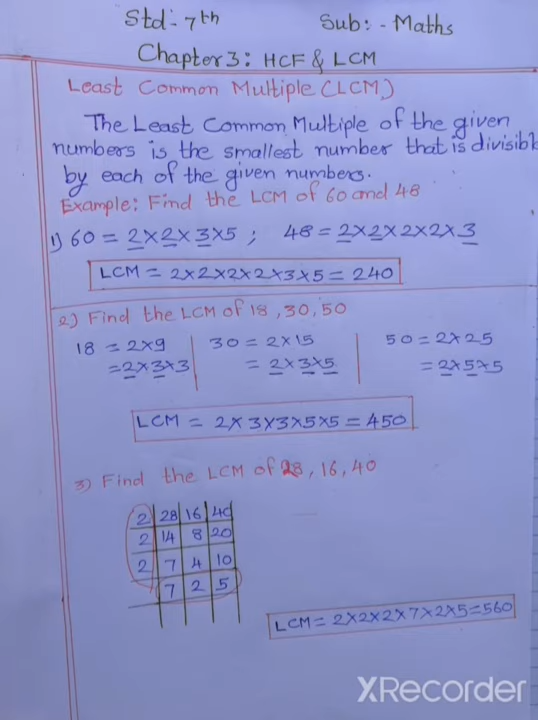 Std:- 7th Sub: - Maths
Chapter 3: HCF & LCM
Least Common Multiple (LCM)
The Least Common Multiple of the given
numbers is the smallest number that is divisibl
by each of the given numbers.
Example: Find the LCM of 60 and 48
1) 60 = 2×2×3×5 ; 48 = 2×2×2×2×3
LCM = 2×2×2×2×3×5 = 240
2) Find the LCM of 18, 30, 50
18 = 2×9 30 = 2×15 50 = 2×25
= 2×3×3 = 2×3×5 = 2×5×5
LCM = 2×3×3×5×5 = 450
3) Find the LCM of 28, 16, 40
2 28 16 40
2 14 8 20
2 7 4 10
7 2 5
LCM = 2×2×2×7×2×5=560
XRecorder